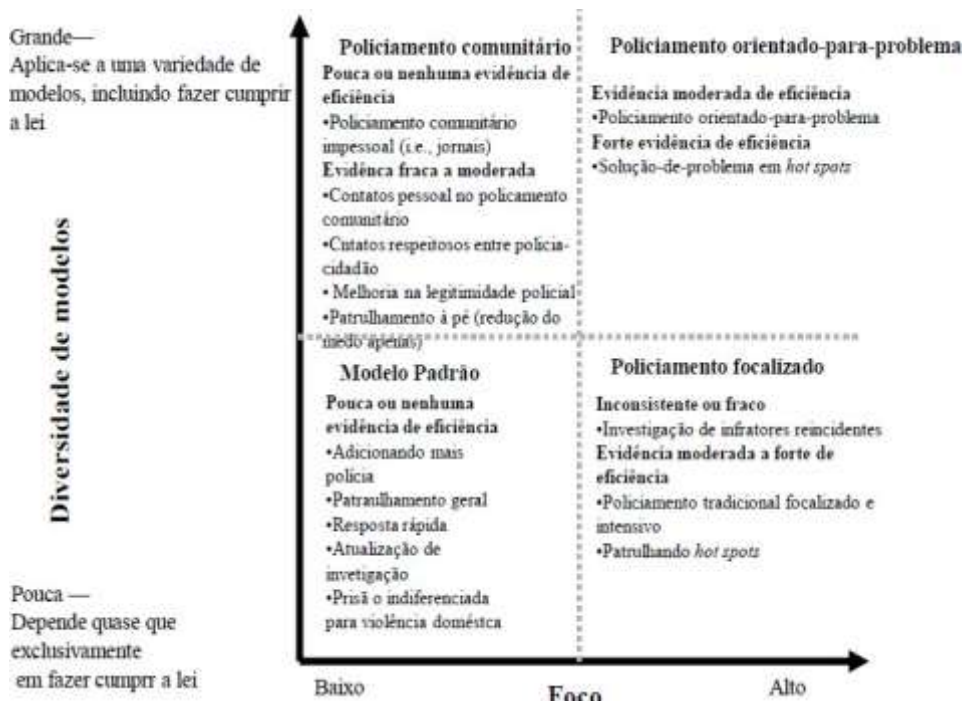 Grande—
Aplica-se a uma variedade de
modelos, incluindo fazer cumprir
a lei
Diversidade de modelos
Pouca —
Depende quase que
exclusivamente
em fazer cumprr a lei
Policiamento comunitário
Pouca ou nenhuma evidência de
eficiência
•Policiamento comunitário
impessoal (i.e., jornais)
Evidênca fraca a moderada
•Contatos pessoal no policamento
comunitário
•Cntatos respeitosos entre policia-
cidadão
• Melhoria na legitimidade policial
•Patrulhamento à pé (redução do
medo apenas)
Policiamento orientado-para-problema
Evidência moderada de eficiência
•Policiamento orientado-para-problema
Forte evidência de eficiência
•Solução-de-problema em hot spots
Modelo Padrão
Pouca ou nenhuma
evidência de eficiência
•Adicionando mais
polícia
•Patraulhamento geral
•Resposta rápida
•Atualização de
invetigação
•Prisã o indiferenciada
para violência doméstca
Policiamento focalizado
Inconsistente ou fraco
•Investigação de infratores reincidentes
Evidência moderada a forte de
eficiência
•Policiamento tradicional focalizado e
intensivo
•Patrulhando hot spots
Baixo
Foco
Alto